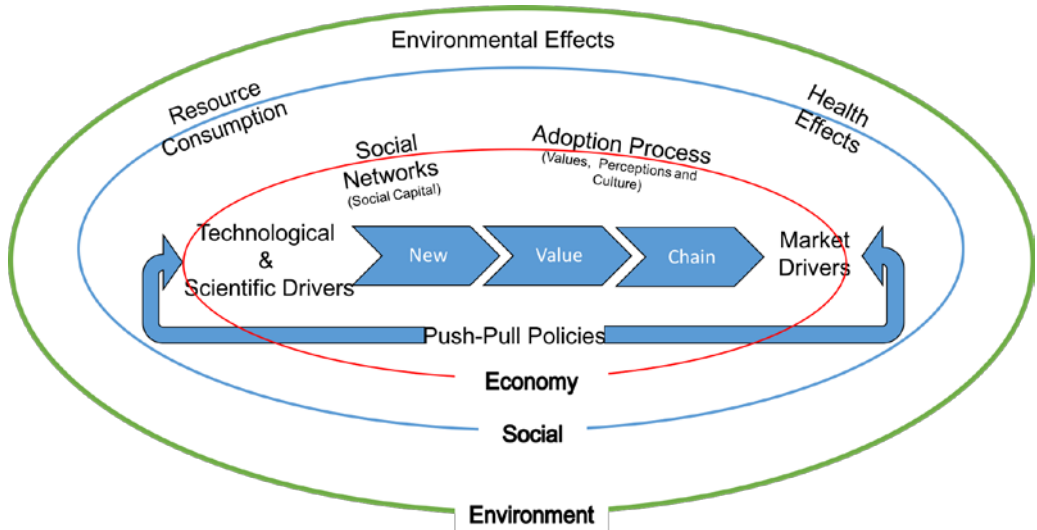 Environmental Effects
Resource
Consumption
Health
Effects
Social
Networks
(Social Capital)
Adoption Process
(Values, Perceptions and
Culture)
Technological
&
Scientific Drivers
New
Value
Chain
Market
Drivers
Push-Pull Policies
Economy
Social
Environment